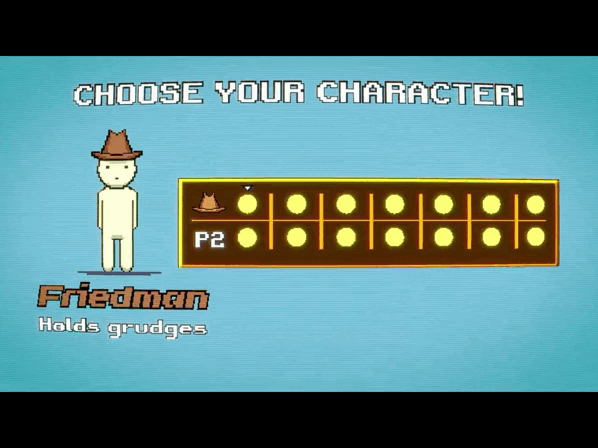 CHOOSE YOUR CHARACTER!
P2
Friedman
Holds grudges